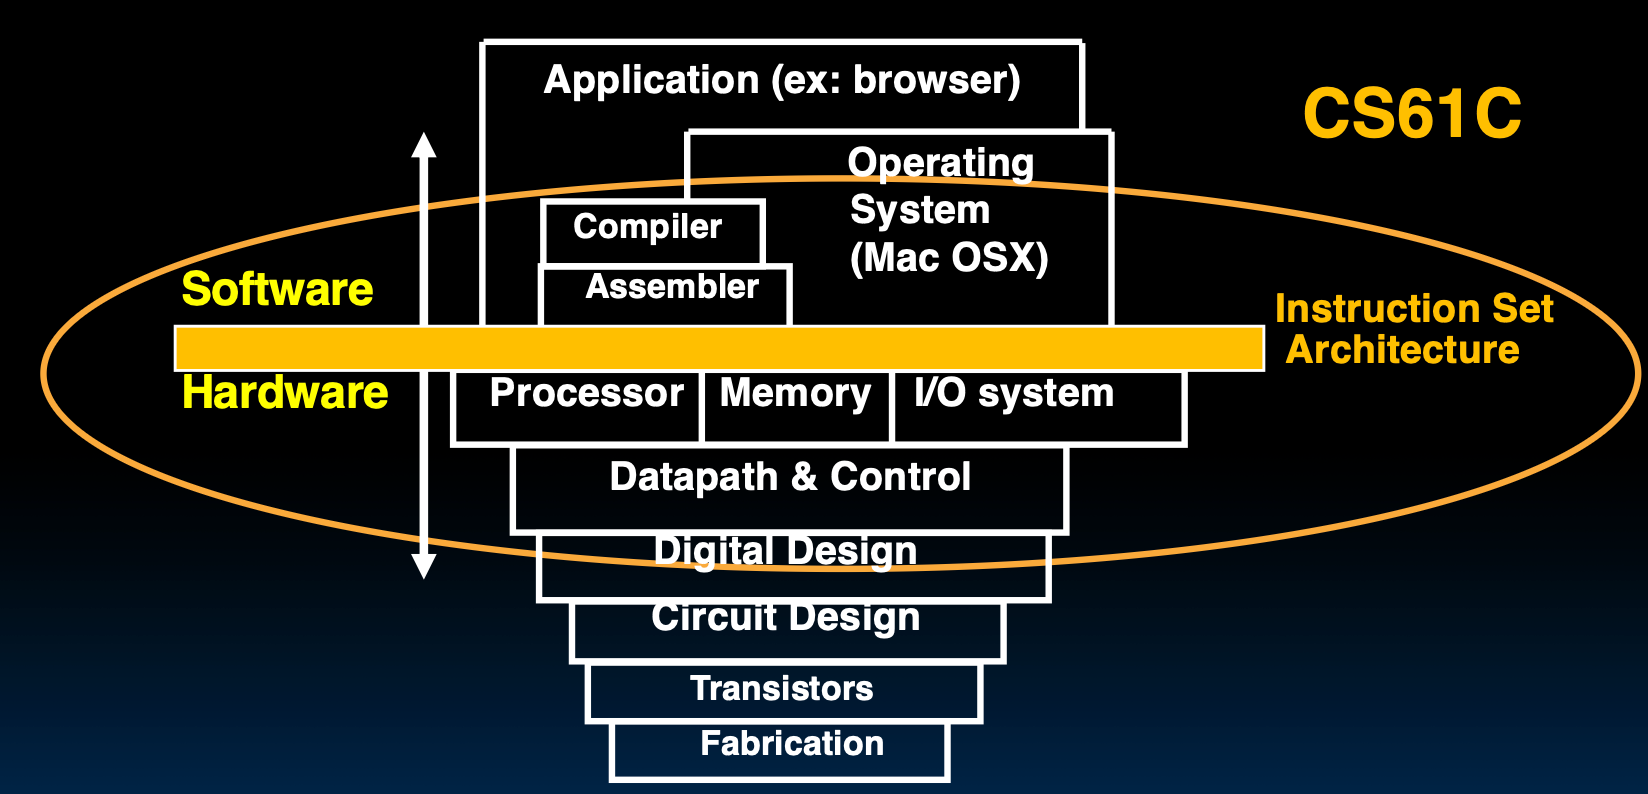 Application (ex: browser)
CS61C
Operating
System
(Mac OSX)
Compiler
Assembler
Software
Instruction Set
Architecture
Hardware
Processor
Memory
I/O system
Datapath & Control
Digital Design
Circuit Design
Transistors
Fabrication